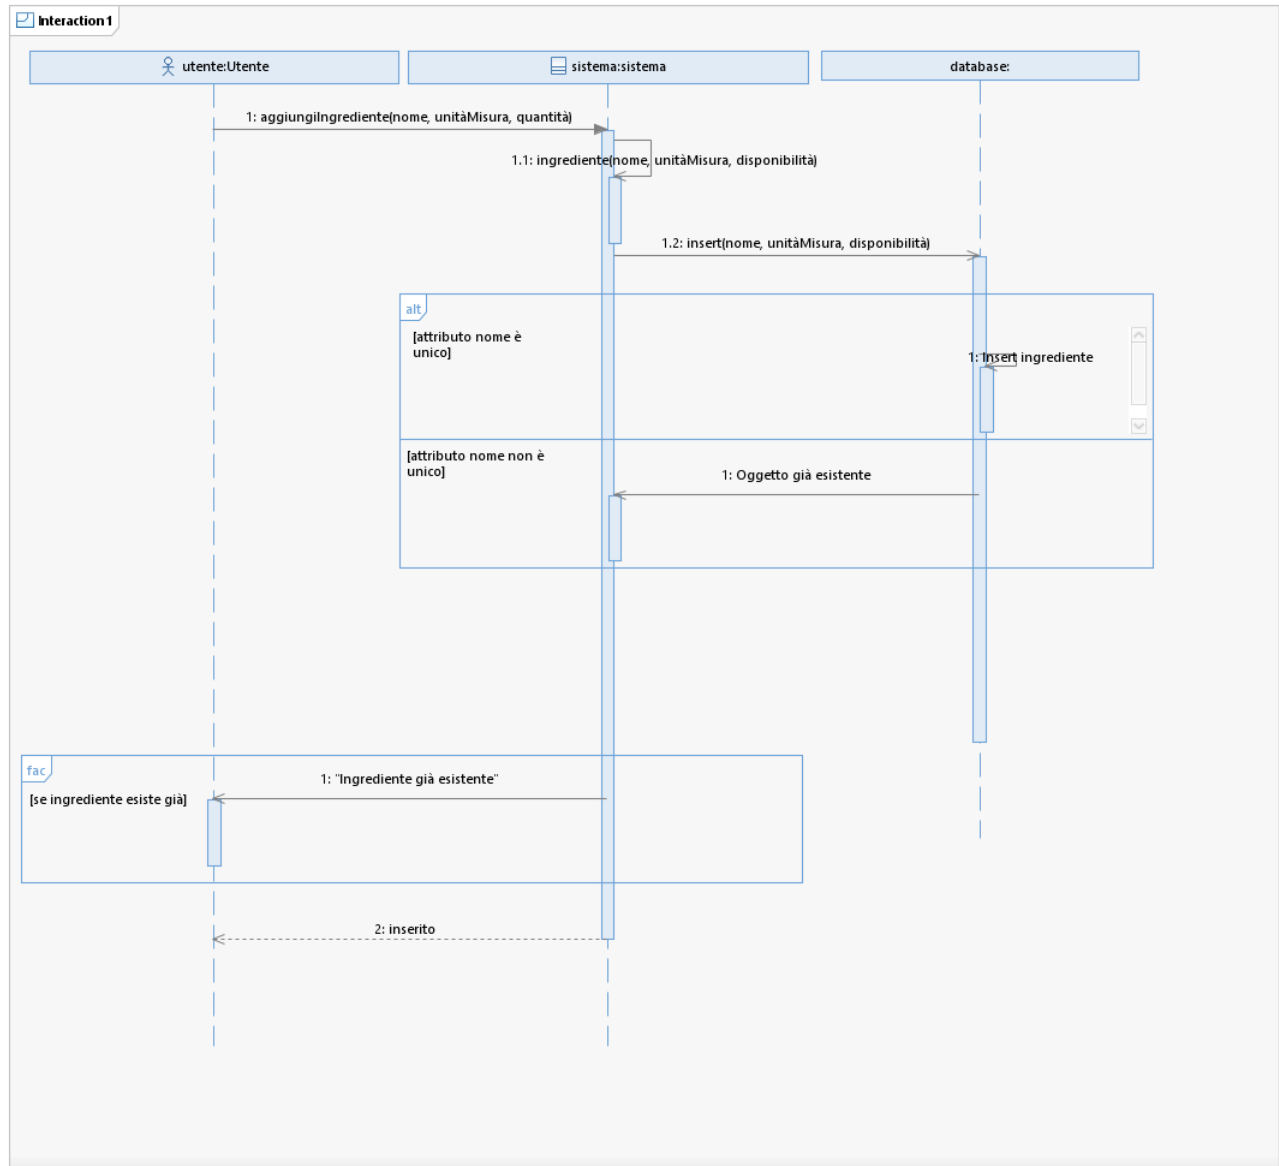 Interaction1
utente:Utente
sistema:sistema
database:
1: aggiungiIngrediente(nome, unitàMisura, quantità)
1.1: ingrediente(nome, unitàMisura, disponibilità)
1.2: insert(nome, unitàMisura, disponibilità)
alt
[attributo nome è
unico]
1: Insert ingrediente
[attributo nome non è
unico]
1: Oggetto già esistente
fac
1: "Ingrediente già esistente"
[se ingrediente esiste già]
2: inserito